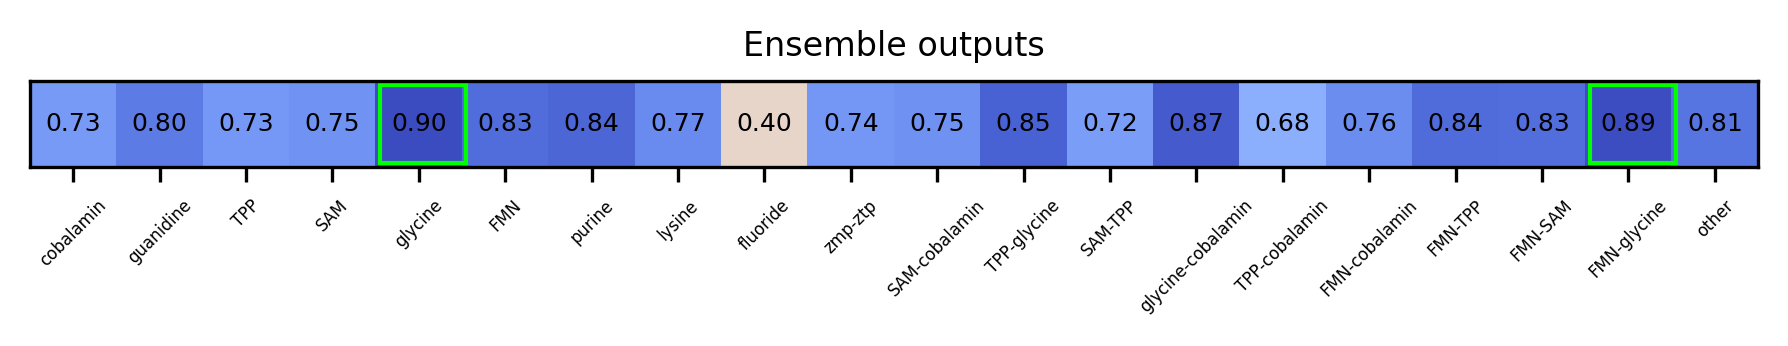 Ensemble outputs
0.73 0.80 0.73 0.75 0.90 0.83 0.84 0.77 0.40 0.74 0.75 0.85 0.72 0.87 0.68 0.76 0.84 0.83 0.89 0.81
cobalamin guanidine TPP SAM glycine FMN purine lysine fluoride zmp-ztp SAM-cobalamin TPP-glycine SAM-TPP glycine-cobalamin TPP-cobalamin FMN-cobalamin FMN-TPP FMN-SAM FMN-glycine other